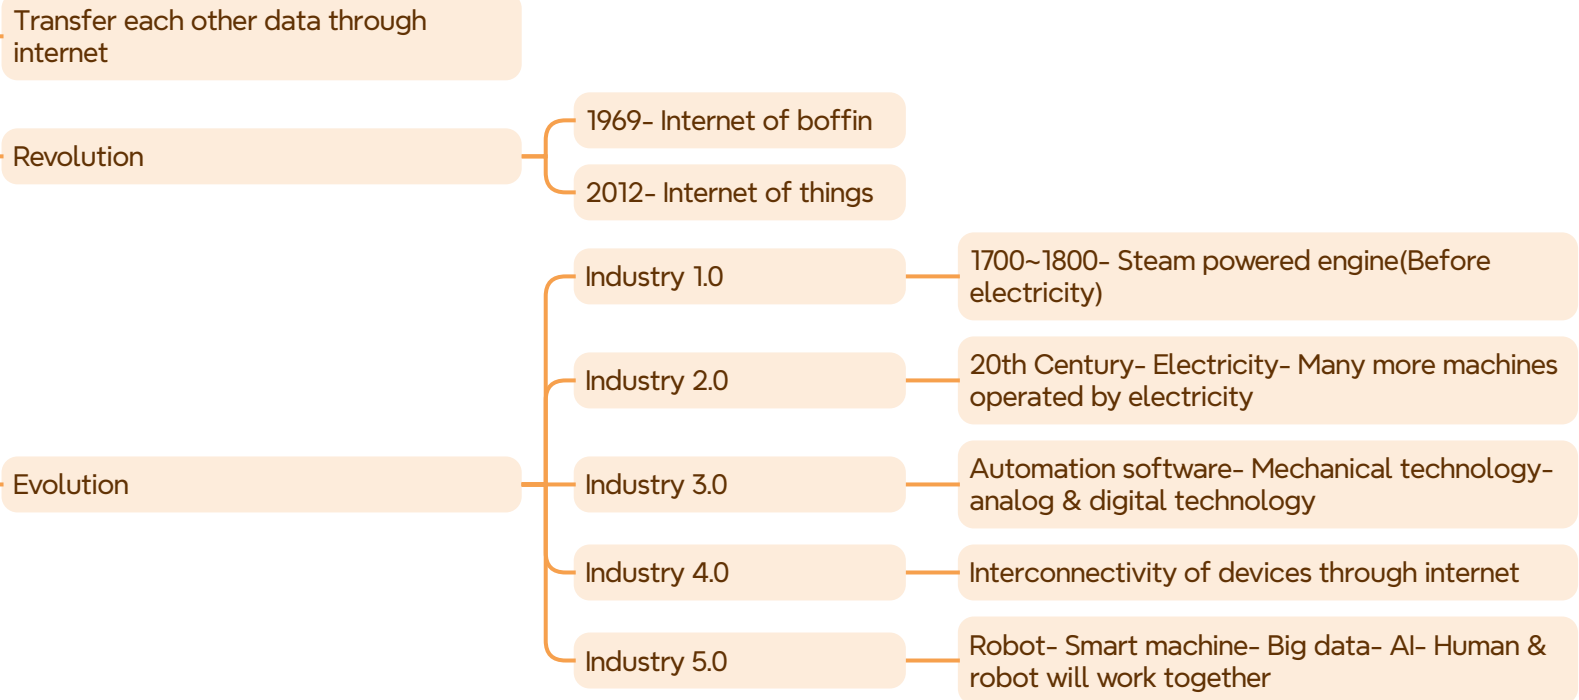 Transfer each other data through
internet
Revolution
1969- Internet of boffin
2012- Internet of things
Evolution
Industry 1.0
1700~1800- Steam powered engine(Before
electricity)
Industry 2.0
20th Century- Electricity- Many more machines
operated by electricity
Industry 3.0
Automation software- Mechanical technology-
analog & digital technology
Industry 4.0
Interconnectivity of devices through internet
Industry 5.0
Robot- Smart machine- Big data- AI- Human &
robot will work together